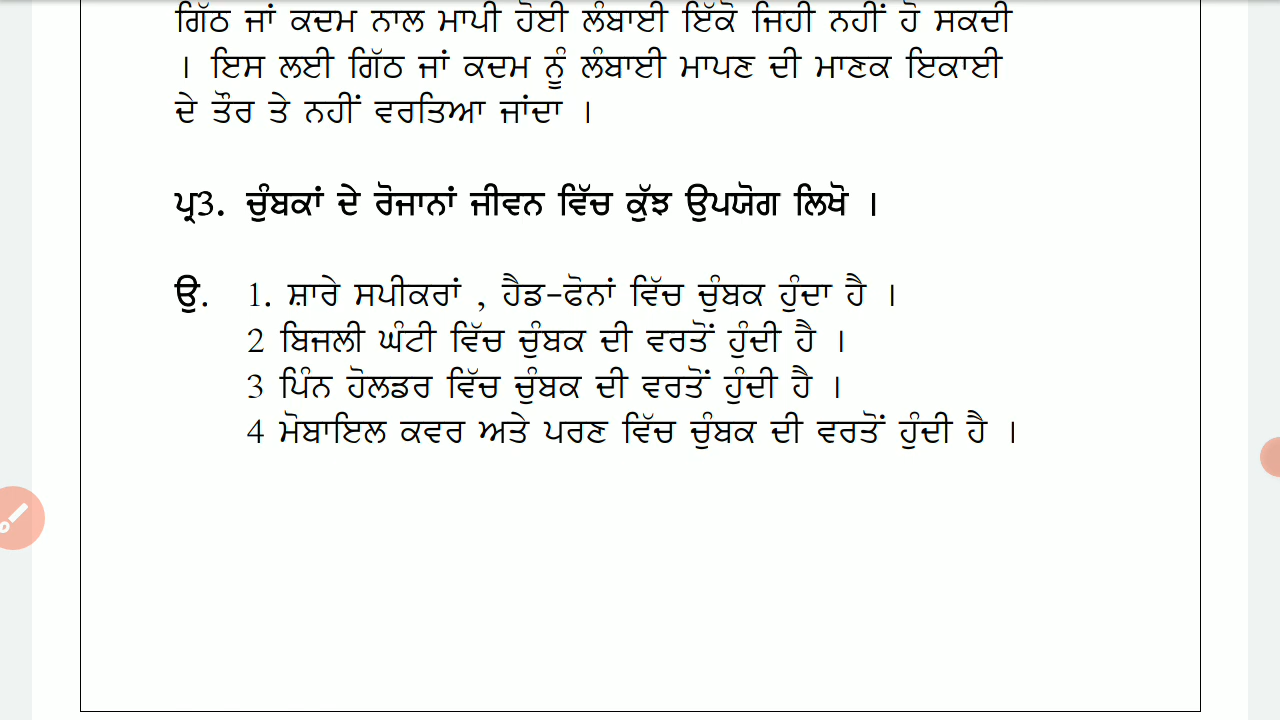 ਗਿੱਠ ਜਾਂ ਕਦਮ ਨਾਲ ਮਾਪੀ ਹੋਈ ਲੰਬਾਈ ਇੱਕੋ ਜਿਹੀ ਨਹੀਂ ਹੋ ਸਕਦੀ
। ਇਸ ਲਈ ਗਿੱਠ ਜਾਂ ਕਦਮ ਨੂੰ ਲੰਬਾਈ ਮਾਪਣ ਦੀ ਮਾਣਕ ਇਕਾਈ
ਦੇ ਤੌਰ ਤੇ ਨਹੀਂ ਵਰਤਿਆ ਜਾਂਦਾ ।
ਪ੍ਰ3. ਚੁੰਬਕਾਂ ਦੇ ਰੋਜਾਨਾਂ ਜੀਵਨ ਵਿੱਚ ਕੁੱਝ ਉਪਯੋਗ ਲਿਖੋ ।
ਉ. 1. ਸ਼ਾਰੇ ਸਪੀਕਰਾਂ , ਹੈਡ-ਫੋਨਾਂ ਵਿੱਚ ਚੁੰਬਕ ਹੁੰਦਾ ਹੈ ।
2 ਬਿਜਲੀ ਘੰਟੀ ਵਿੱਚ ਚੁੰਬਕ ਦੀ ਵਰਤੋਂ ਹੁੰਦੀ ਹੈ ।
3 ਪਿੰਨ ਹੋਲਡਰ ਵਿੱਚ ਚੁੰਬਕ ਦੀ ਵਰਤੋਂ ਹੁੰਦੀ ਹੈ ।
4 ਮੋਬਾਇਲ ਕਵਰ ਅਤੇ ਪਰਣ ਵਿੱਚ ਚੁੰਬਕ ਦੀ ਵਰਤੋਂ ਹੁੰਦੀ ਹੈ ।